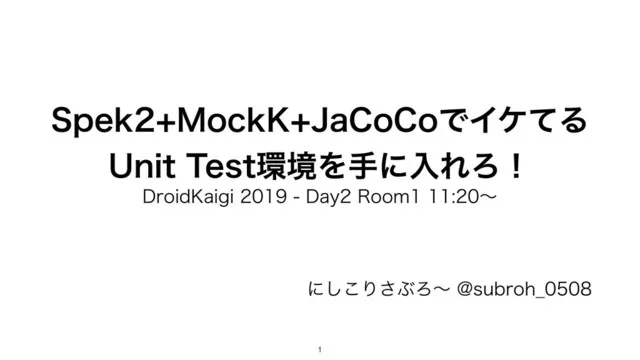 Spek2+MockK+JaCoCoでイケてる
Unit Test環境を手に入れろ！
DroidKaigi 2019 - Day2 Room1 11:20〜
にしこりさぶろ〜 @subroh_0508
1